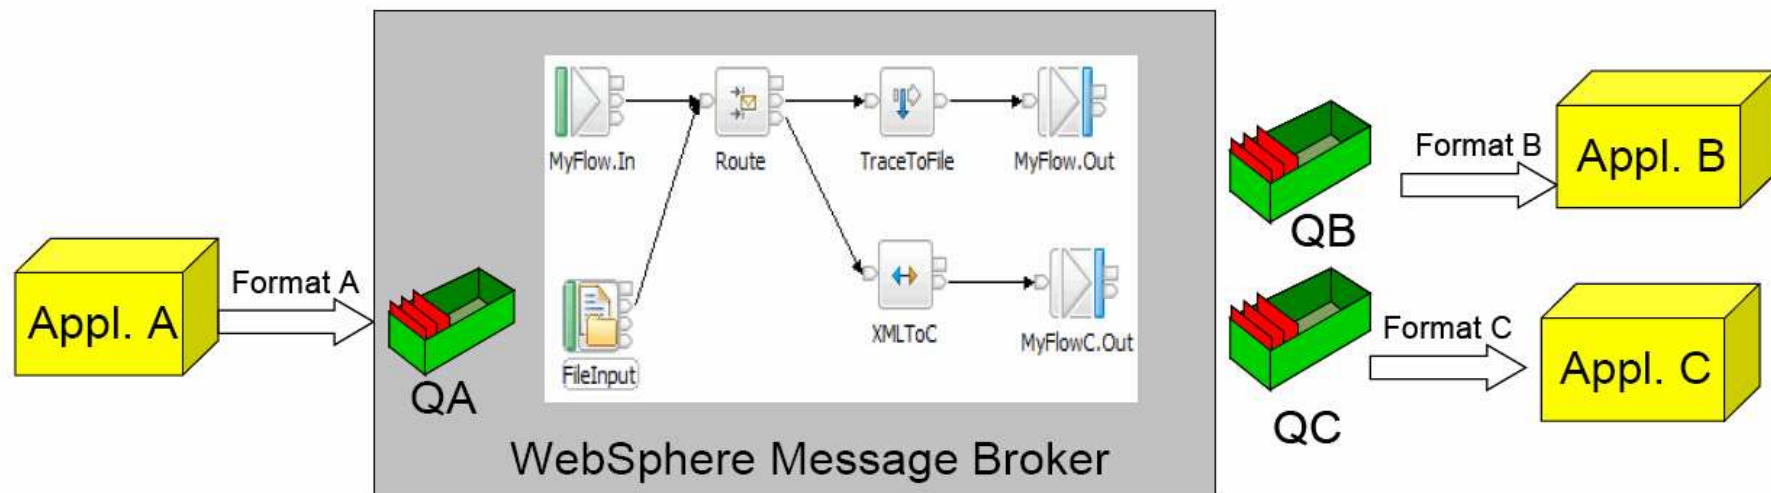 MyFlow.In
Route
TraceToFile
MyFlow.Out
Format B
Appl. B
QB
Format A
Appl. A
QA
FileInput
XMLToC
MyFlowC.Out
Format C
Appl. C
QC
WebSphere Message Broker